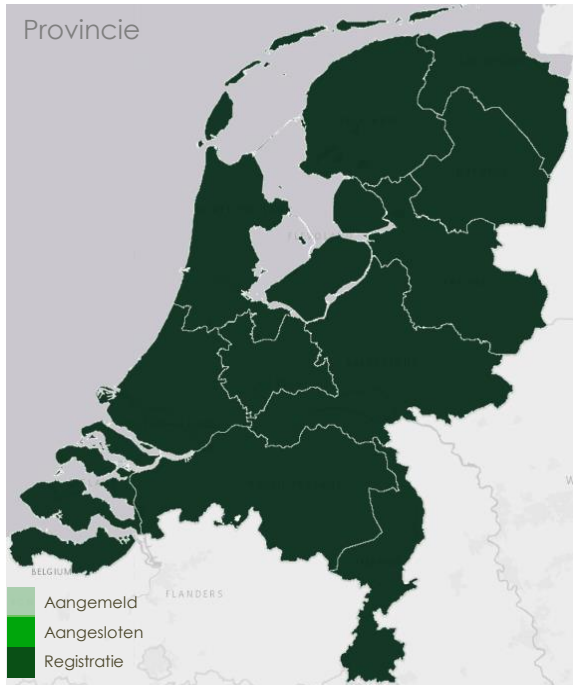 Provincie
BELGIUM
FLANDERS
W
Aangemeld
Aangesloten
Registratie